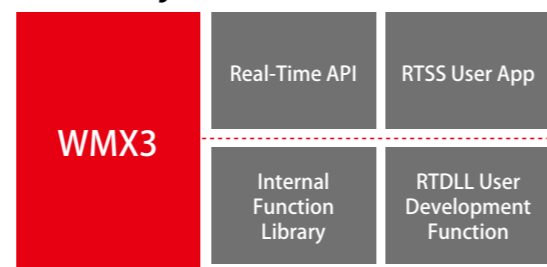 WMX3
Real-Time API
RTSS User App
Internal
Function
Library
RTDLL User
Development
Function